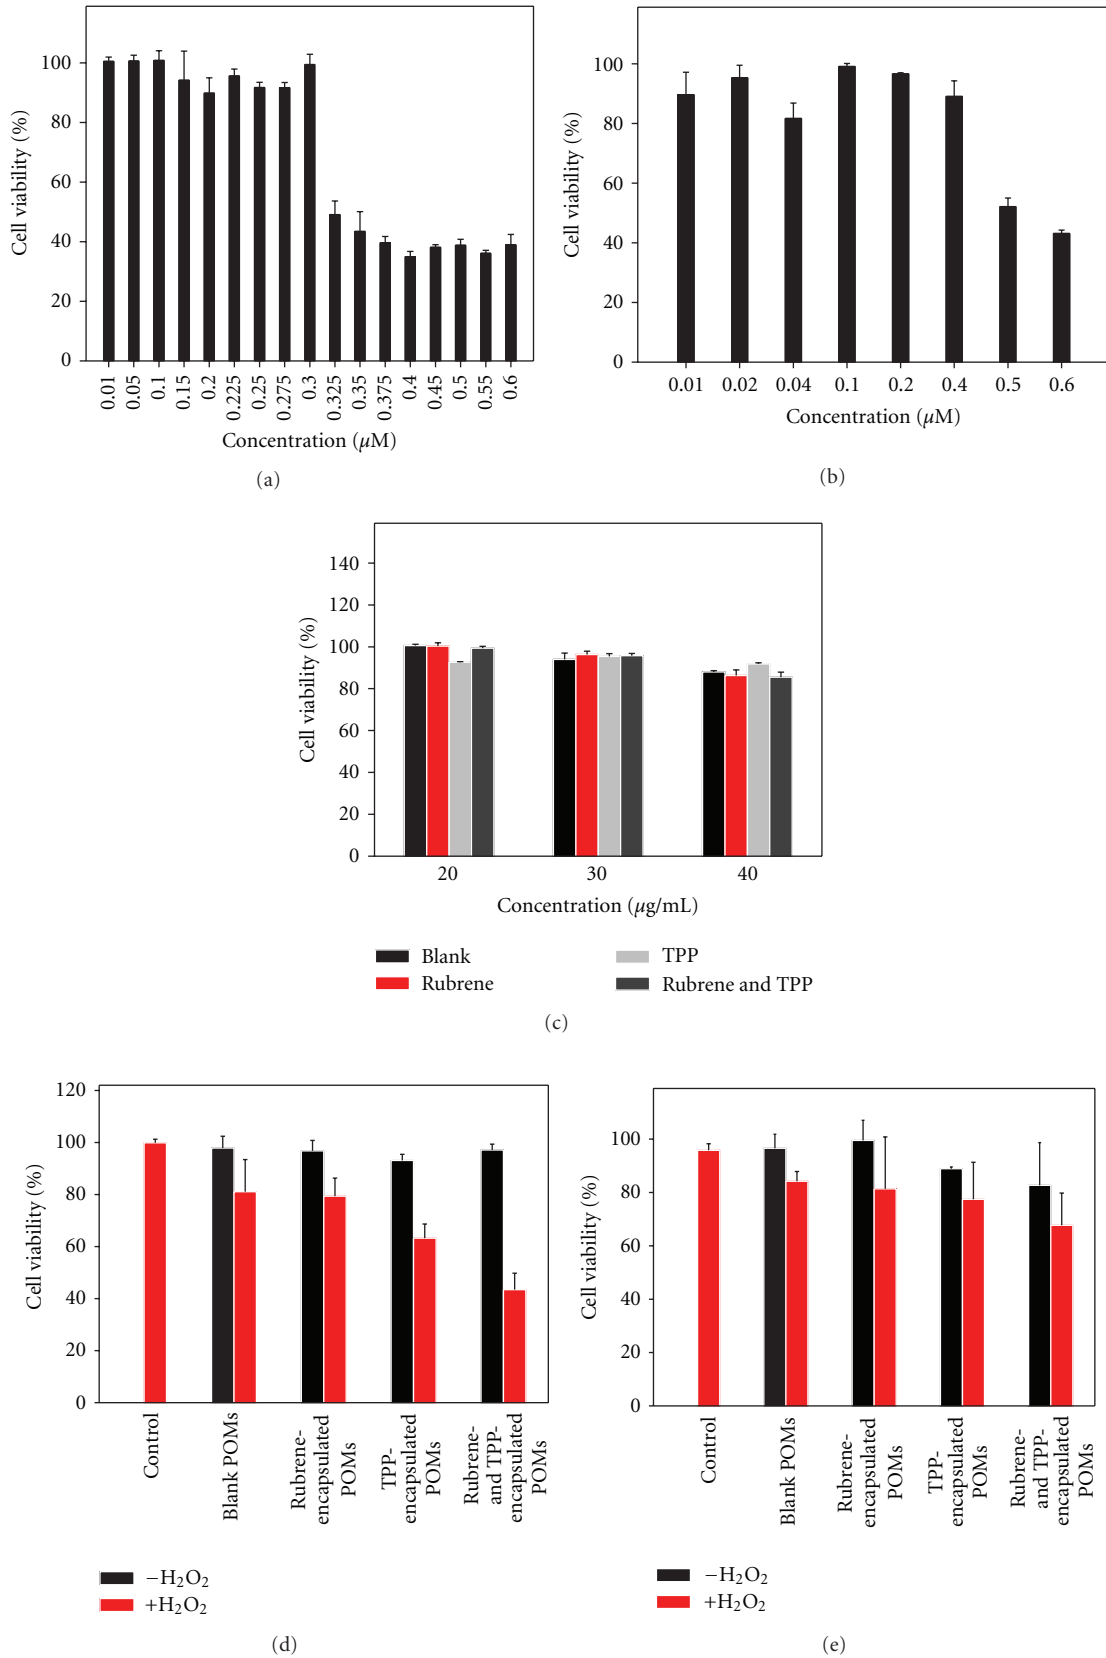 100
80
60
40
20
0
Cell viability (%)
0.01
0.05
0.1
0.15
0.2
0.225
0.25
0.275
0.3
0.325
0.35
0.375
0.4
0.45
0.5
0.55
0.6
Concentration (μM)
(a)
100
80
60
40
20
0
Cell viability (%)
0.01 0.02 0.04 0.1 0.2 0.4 0.5 0.6
Concentration (μM)
(b)
140
120
100
80
60
40
20
0
Cell viability (%)
20 30 40
Concentration (μg/mL)
Blank
Rubrene
TPP
Rubrene and TPP
(c)
120
100
80
60
40
20
0
Cell viability (%)
Control
Blank POMs
Rubrene-
encapsulated
POMs
TPP-
encapsulated
POMs
Rubrene-
and TPP-
encapsulated
POMs
−H₂O₂
+H₂O₂
(d)
100
80
60
40
20
0
Cell viability (%)
Control
Blank POMs
Rubrene-
encapsulated
POMs
TPP-
encapsulated
POMs
Rubrene-
and TPP-
encapsulated
POMs
−H₂O₂
+H₂O₂
(e)